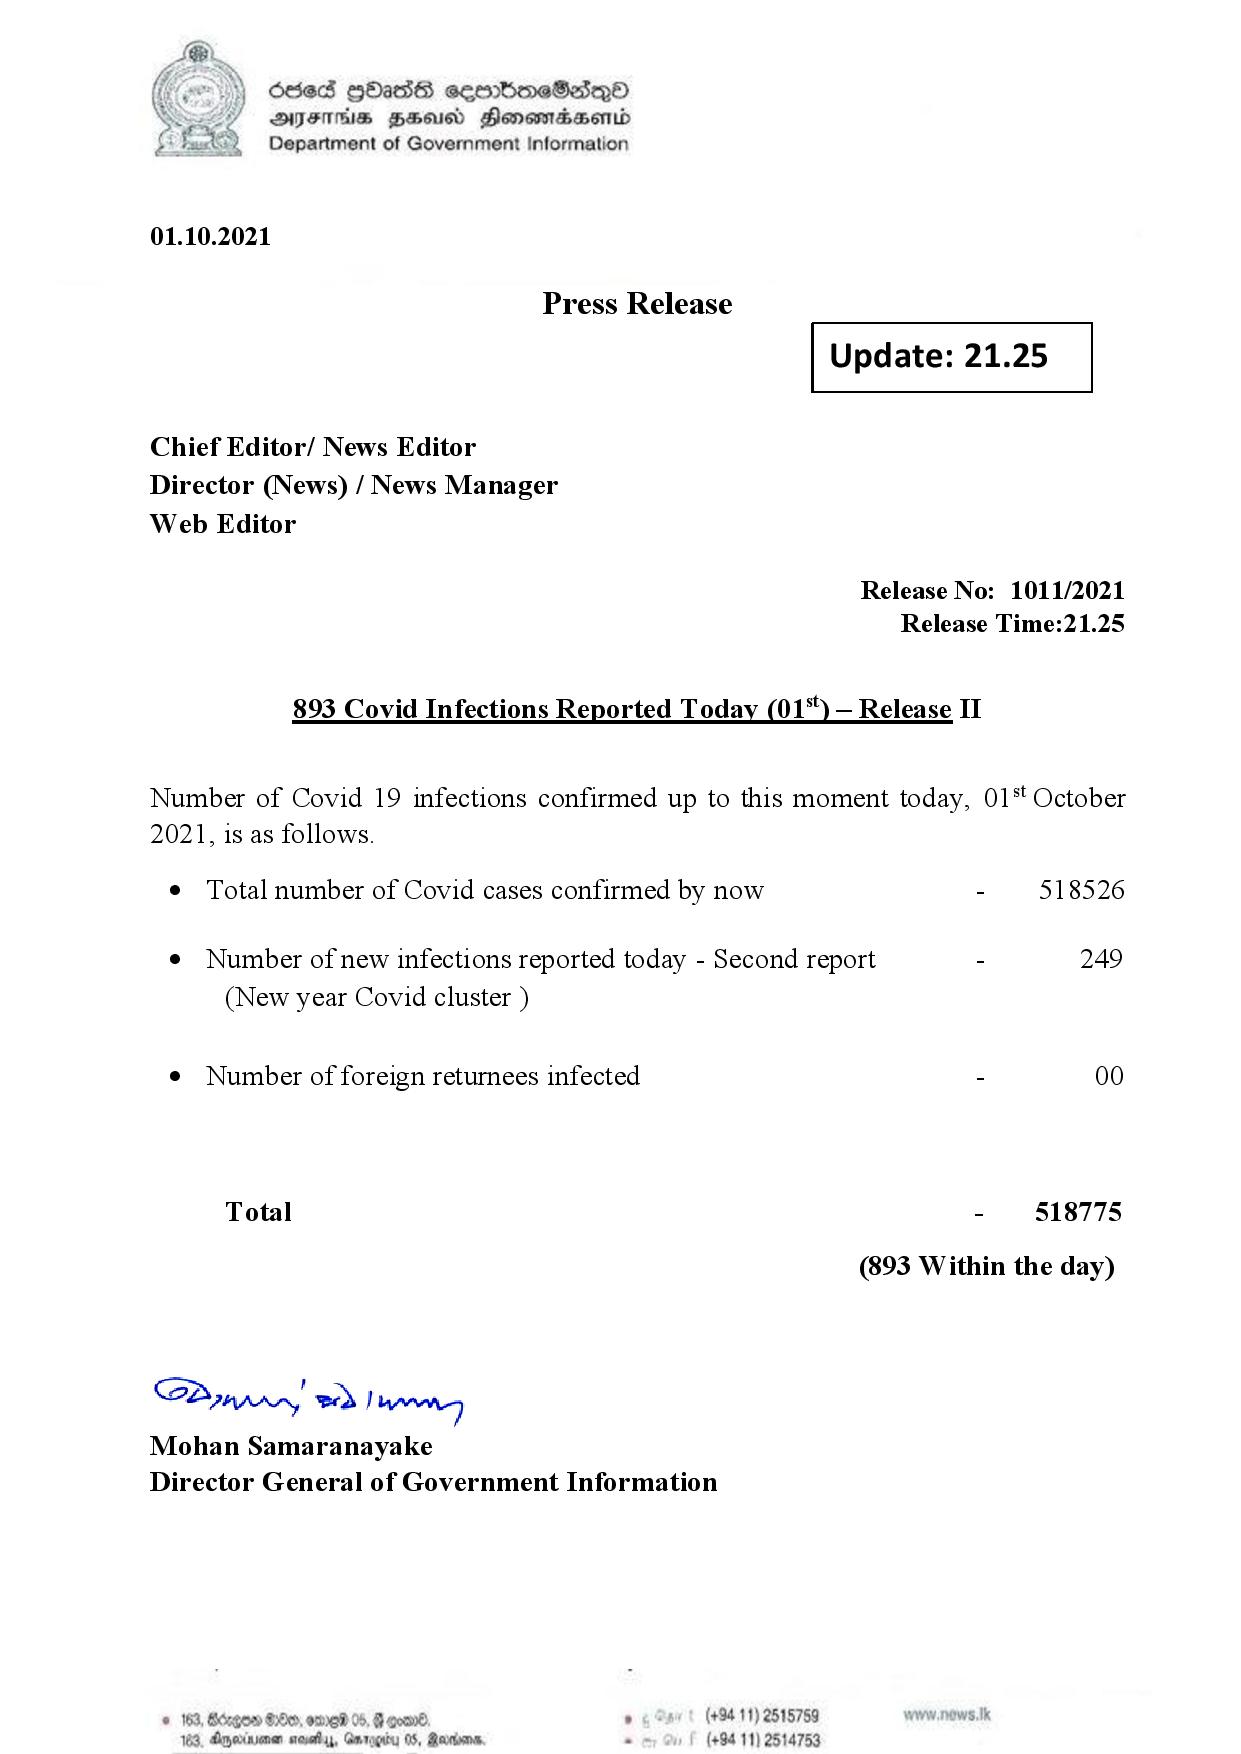 රජයේ ප්‍රවෘත්ති දෙපාර්තමේන්තුව
அரசாங்க தகவல் திணைக்களம்
Department of Government Information
01.10.2021
Press Release
Update: 21.25
Chief Editor/ News Editor
Director (News) / News Manager
Web Editor
Release No: 1011/2021
Release Time:21.25
893 Covid Infections Reported Today (01st) – Release II
Number of Covid 19 infections confirmed up to this moment today, 01st October
2021, is as follows.
• Total number of Covid cases confirmed by now - 518526
• Number of new infections reported today - Second report - 249
(New year Covid cluster )
• Number of foreign returnees infected - 00
Total - 518775
(893 Within the day)
Mohan Samaranayake
Director General of Government Information
163, කිරුළපන මාවත, කොළඹ 05, ශ්‍රී ලංකාව.
163, கிருலப்பனை எவனியூ, கொழும்பு 05, இலங்கை.
(+94 11) 2515759
(+94 11) 2514753
www.news.lk